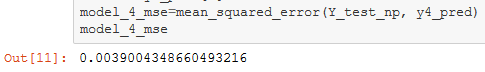 model_4_mse=mean_squared_error(Y_test_np, y4_pred)
model_4_mse
Out[11]: 0.0039004348660493216